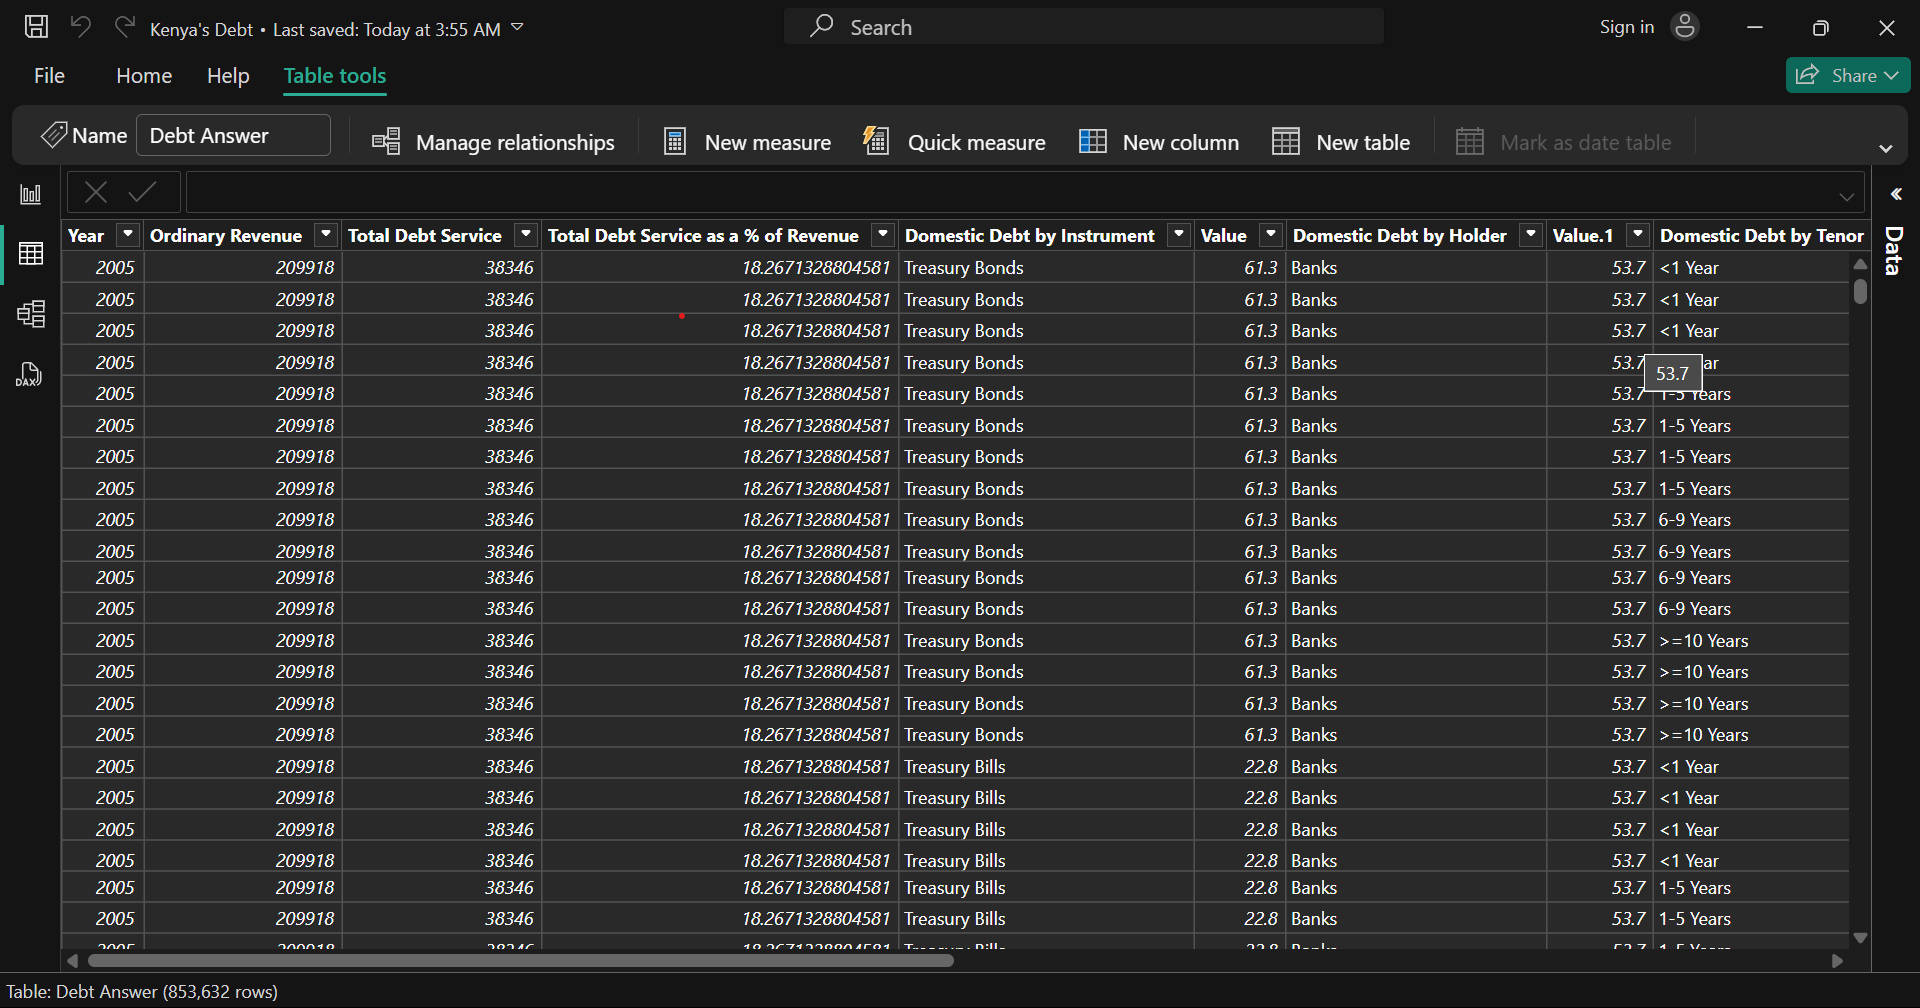 Kenya's Debt • Last saved: Today at 3:55 AM
Search
Sign in
File Home Help Table tools
Share
Name Debt Answer Manage relationships New measure Quick measure New column New table Mark as date table
Year Ordinary Revenue Total Debt Service Total Debt Service as a % of Revenue Domestic Debt by Instrument Value Domestic Debt by Holder Value.1 Domestic Debt by Tenor
2005 209918 38346 18.2671328804581 Treasury Bonds 61.3 Banks 53.7 <1 Year
2005 209918 38346 18.2671328804581 Treasury Bonds 61.3 Banks 53.7 <1 Year
2005 209918 38346 18.2671328804581 Treasury Bonds 61.3 Banks 53.7 <1 Year
2005 209918 38346 18.2671328804581 Treasury Bonds 61.3 Banks 53.7 ar
53.7
2005 209918 38346 18.2671328804581 Treasury Bonds 61.3 Banks 53.7 1-5 Years
2005 209918 38346 18.2671328804581 Treasury Bonds 61.3 Banks 53.7 1-5 Years
2005 209918 38346 18.2671328804581 Treasury Bonds 61.3 Banks 53.7 1-5 Years
2005 209918 38346 18.2671328804581 Treasury Bonds 61.3 Banks 53.7 1-5 Years
2005 209918 38346 18.2671328804581 Treasury Bonds 61.3 Banks 53.7 6-9 Years
2005 209918 38346 18.2671328804581 Treasury Bonds 61.3 Banks 53.7 6-9 Years
2005 209918 38346 18.2671328804581 Treasury Bonds 61.3 Banks 53.7 6-9 Years
2005 209918 38346 18.2671328804581 Treasury Bonds 61.3 Banks 53.7 6-9 Years
2005 209918 38346 18.2671328804581 Treasury Bonds 61.3 Banks 53.7 >=10 Years
2005 209918 38346 18.2671328804581 Treasury Bonds 61.3 Banks 53.7 >=10 Years
2005 209918 38346 18.2671328804581 Treasury Bonds 61.3 Banks 53.7 >=10 Years
2005 209918 38346 18.2671328804581 Treasury Bonds 61.3 Banks 53.7 >=10 Years
2005 209918 38346 18.2671328804581 Treasury Bills 22.8 Banks 53.7 <1 Year
2005 209918 38346 18.2671328804581 Treasury Bills 22.8 Banks 53.7 <1 Year
2005 209918 38346 18.2671328804581 Treasury Bills 22.8 Banks 53.7 <1 Year
2005 209918 38346 18.2671328804581 Treasury Bills 22.8 Banks 53.7 <1 Year
2005 209918 38346 18.2671328804581 Treasury Bills 22.8 Banks 53.7 1-5 Years
2005 209918 38346 18.2671328804581 Treasury Bills 22.8 Banks 53.7 1-5 Years
2005 209918 38346 18.2671328804581 Treasury Bills 22.8 Banks 53.7 1-5 Years
DAX
Data
Table: Debt Answer (853,632 rows)